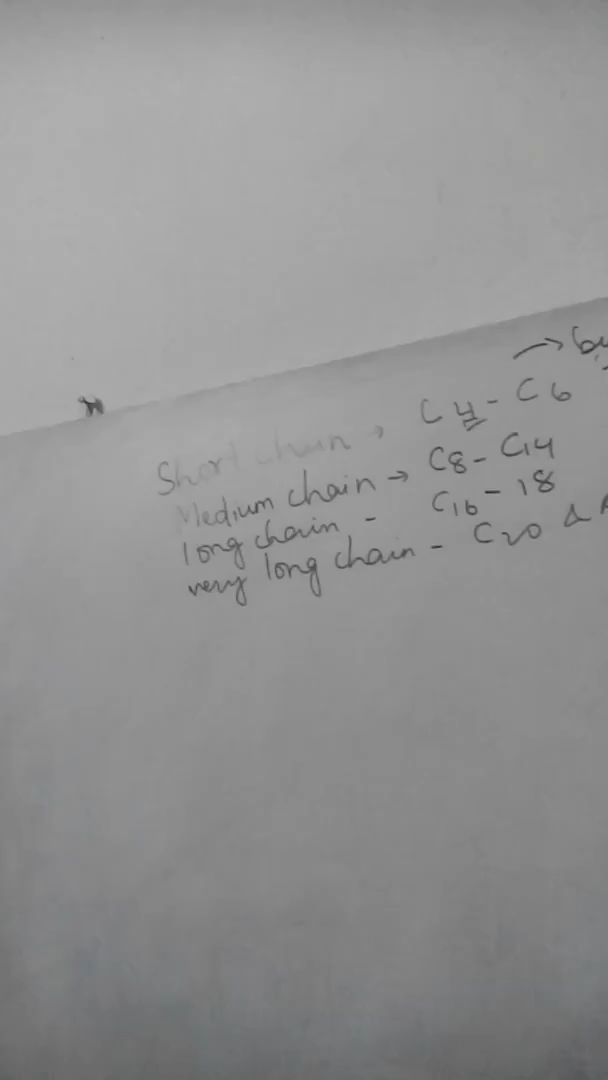 Short chain → C4 - C6
Medium chain → C8 - C14
long chain - C16 - 18
very long chain - C20 &